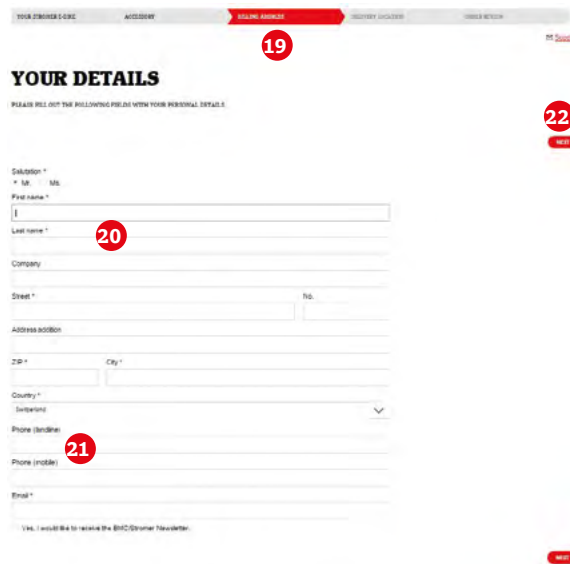 YOUR STROMER E-BIKE ACCESSORY BILLING ADDRESS DELIVERY LOCATION ORDER REVIEW
19
Send
YOUR DETAILS
PLEASE FILL OUT THE FOLLOWING FIELDS WITH YOUR PERSONAL DETAILS.
22
NEXT
Salutation *
Mr. Ms.
First name *
Last name *
20
Company
Street * No.
Address addition
ZIP * City *
Country *
Switzerland
Phone (landline)
21
Phone (mobile)
Email *
Yes, I would like to receive the BMC/Stromer Newsletter.
NEXT